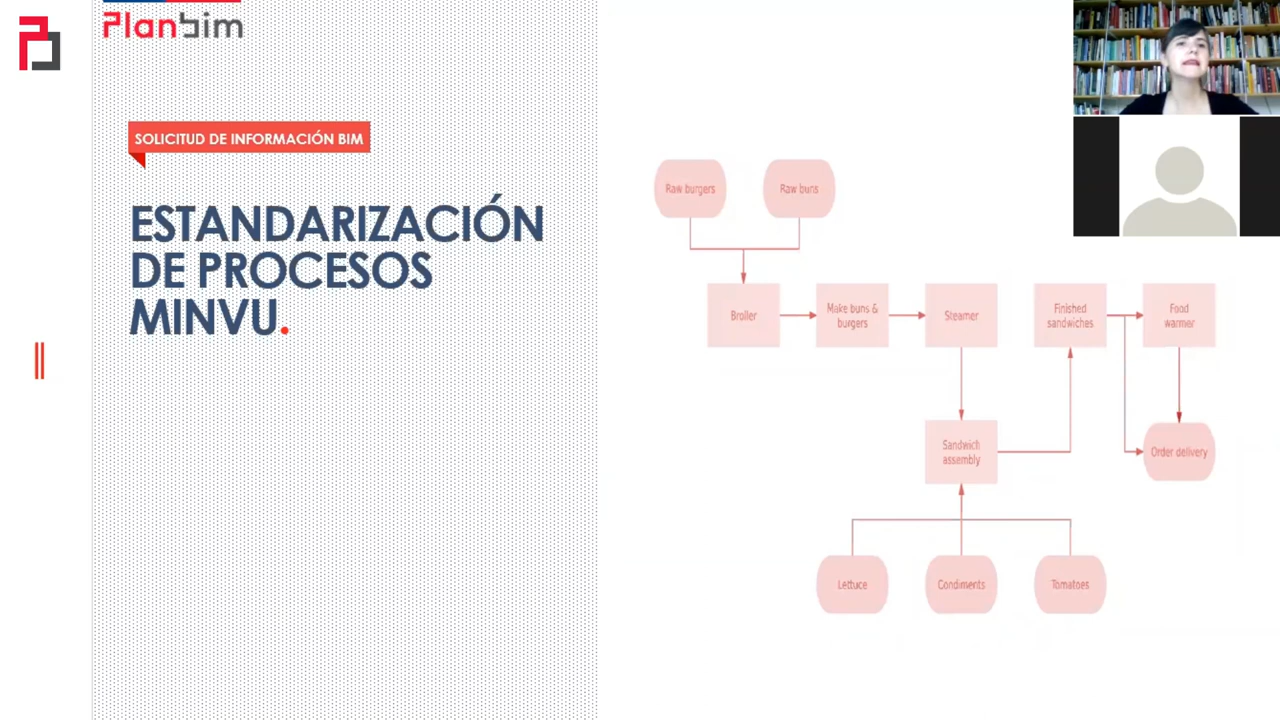 Planbim
SOLICITUD DE INFORMACIÓN BIM
ESTANDARIZACIÓN
DE PROCESOS
MINVU.
Raw burgers
Raw buns
Broiler
Make buns &
burgers
Steamer
Finished
sandwiches
Food
warmer
Sandwich
assembly
Order delivery
Lettuce
Condiments
Tomatoes